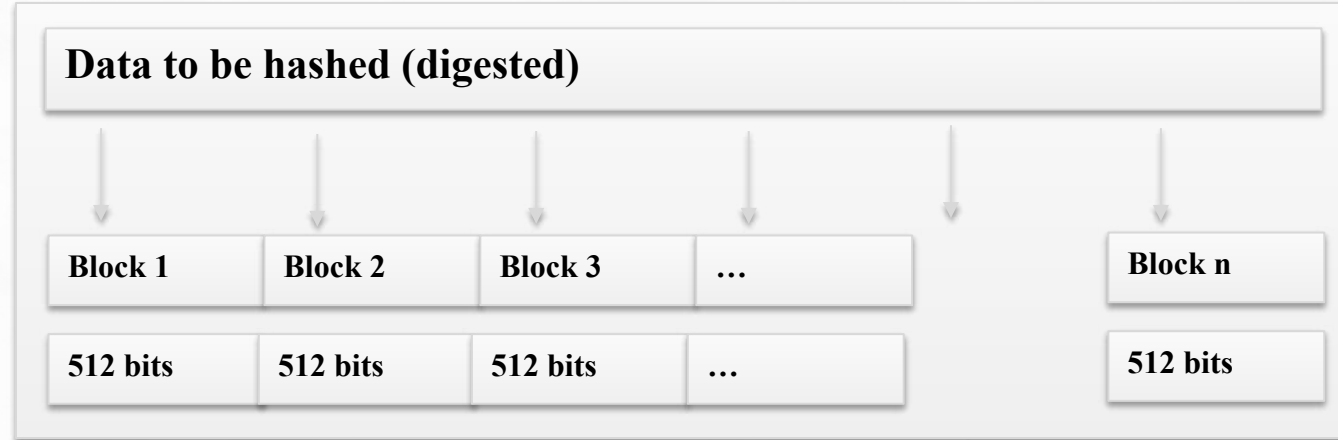 Data to be hashed (digested)
Block 1 Block 2 Block 3 … Block n
512 bits 512 bits 512 bits … 512 bits